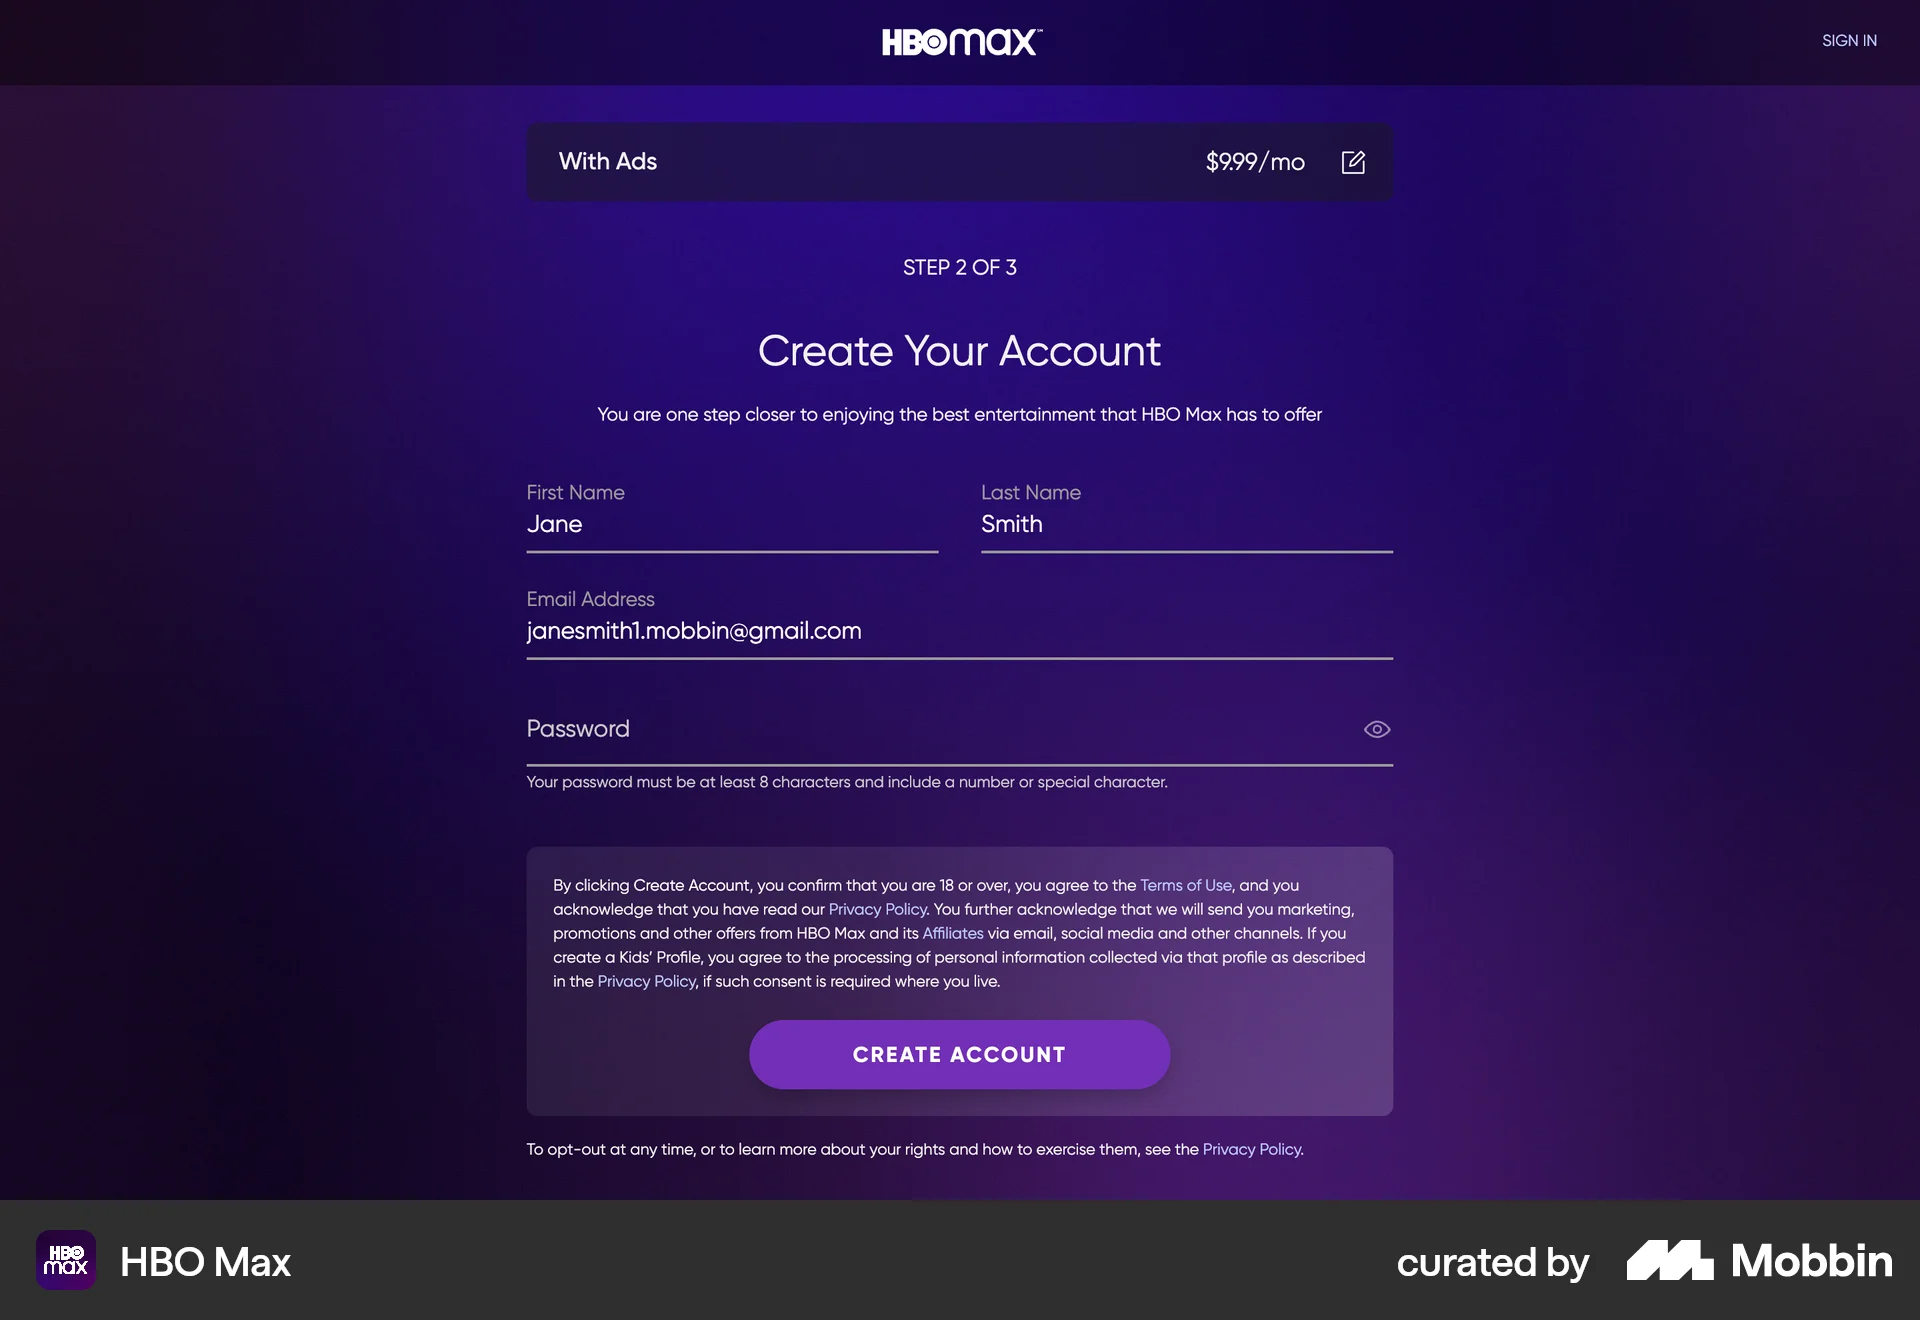 HBOmax™
SIGN IN
With Ads
$9.99/mo
STEP 2 OF 3
Create Your Account
You are one step closer to enjoying the best entertainment that HBO Max has to offer
First Name
Last Name
Jane
Smith
Email Address
janesmith1.mobbin@gmail.com
Password
Your password must be at least 8 characters and include a number or special character.
By clicking Create Account, you confirm that you are 18 or over, you agree to the Terms of Use, and you
acknowledge that you have read our Privacy Policy. You further acknowledge that we will send you marketing,
promotions and other offers from HBO Max and its Affiliates via email, social media and other channels. If you
create a Kids’ Profile, you agree to the processing of personal information collected via that profile as described
in the Privacy Policy, if such consent is required where you live.
CREATE ACCOUNT
To opt-out at any time, or to learn more about your rights and how to exercise them, see the Privacy Policy.
HBO
max
HBO Max
curated by
Mobbin